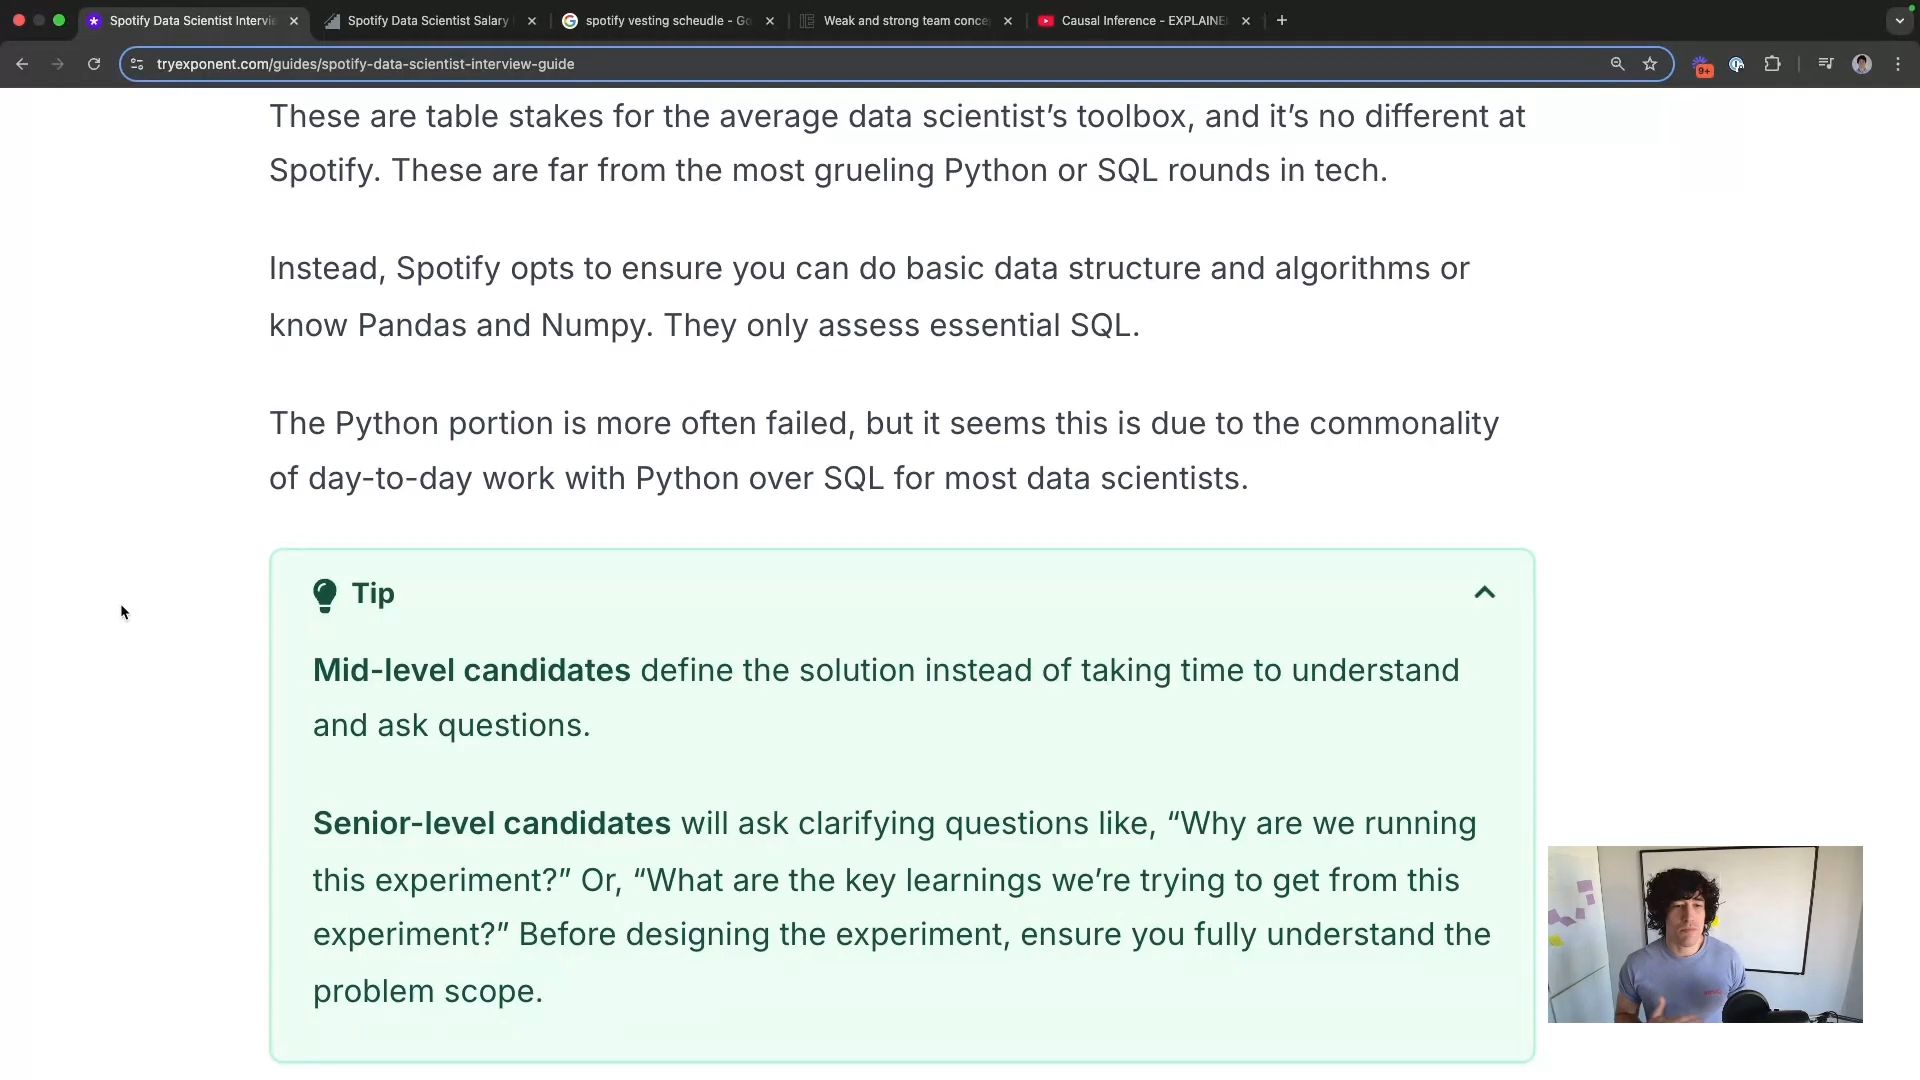 Spotify Data Scientist Intervie
Spotify Data Scientist Salary
spotify vesting scheudle - Go
Weak and strong team conce
Causal Inference - EXPLAINE
tryexponent.com/guides/spotify-data-scientist-interview-guide
9+
These are table stakes for the average data scientist’s toolbox, and it’s no different at
Spotify. These are far from the most grueling Python or SQL rounds in tech.
Instead, Spotify opts to ensure you can do basic data structure and algorithms or
know Pandas and Numpy. They only assess essential SQL.
The Python portion is more often failed, but it seems this is due to the commonality
of day-to-day work with Python over SQL for most data scientists.
Tip
Mid-level candidates define the solution instead of taking time to understand
and ask questions.
Senior-level candidates will ask clarifying questions like, “Why are we running
this experiment?” Or, “What are the key learnings we’re trying to get from this
experiment?” Before designing the experiment, ensure you fully understand the
problem scope.